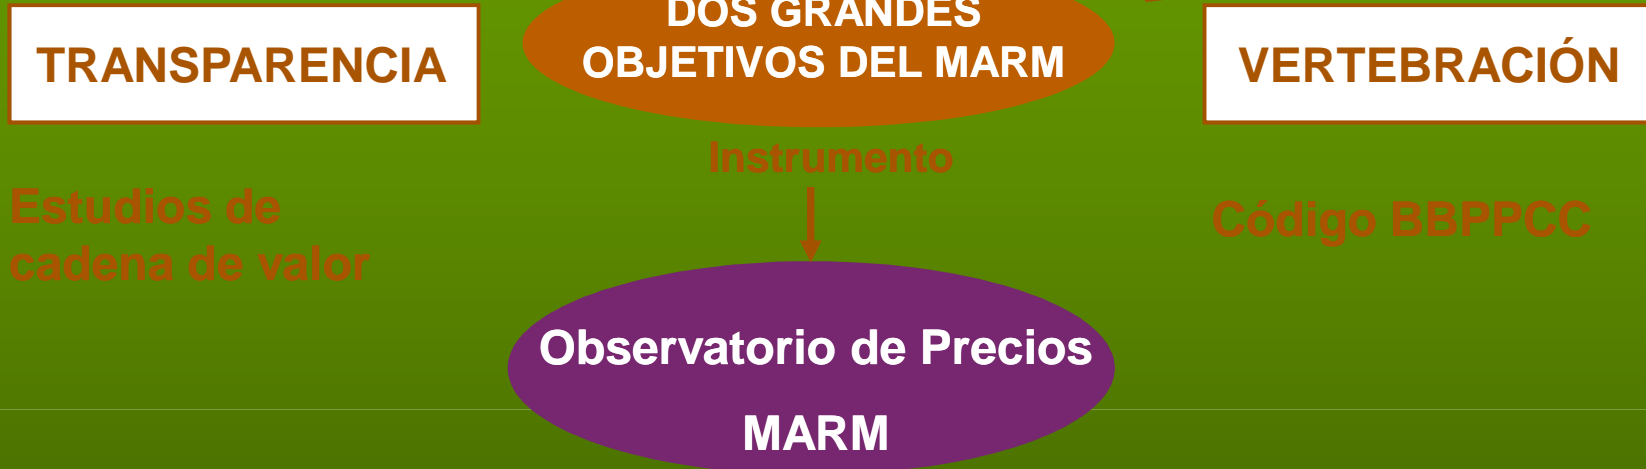 DOS GRANDES
OBJETIVOS DEL MARM
TRANSPARENCIA
VERTEBRACIÓN
Instrumento
Estudios de
cadena de valor
Código BBPPCC
Observatorio de Precios
MARM